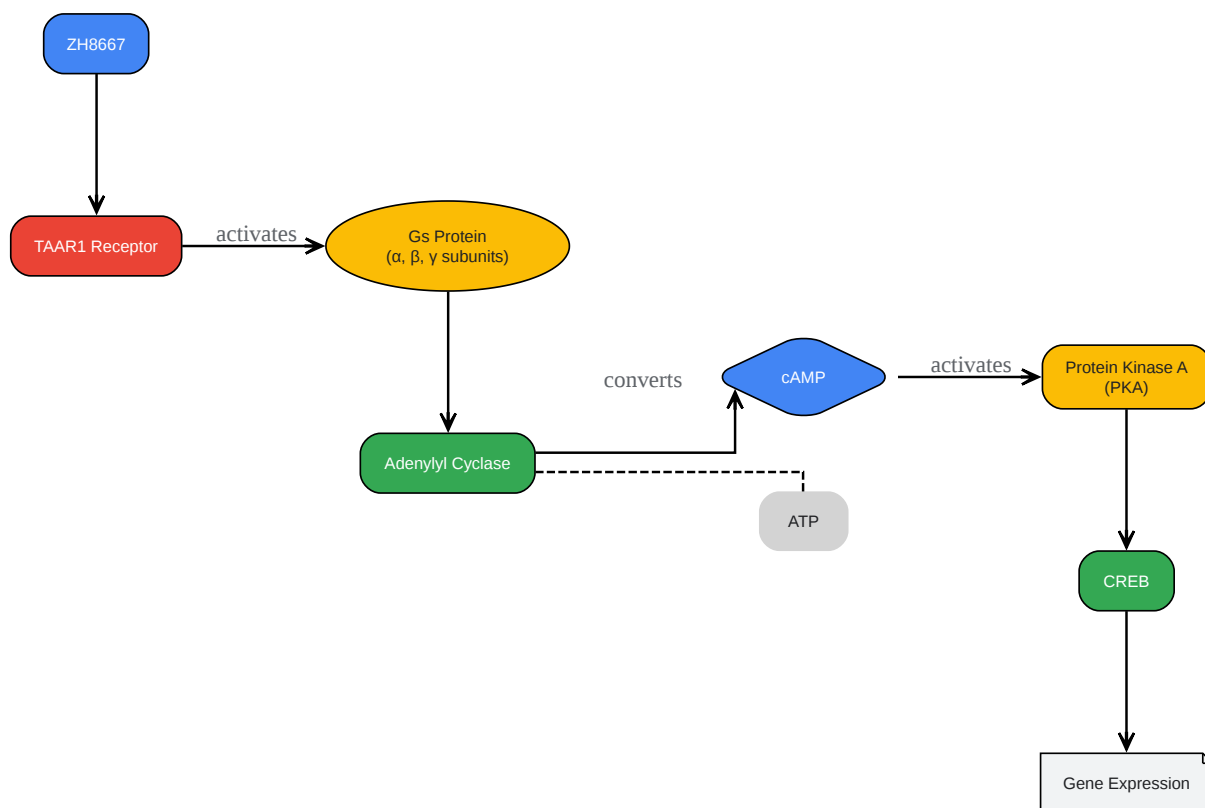 ZH8667
TAAR1 Receptor
activates
Gs Protein
(α, β, γ subunits)
converts
cAMP
activates
Protein Kinase A
(PKA)
Adenylyl Cyclase
ATP
CREB
Gene Expression